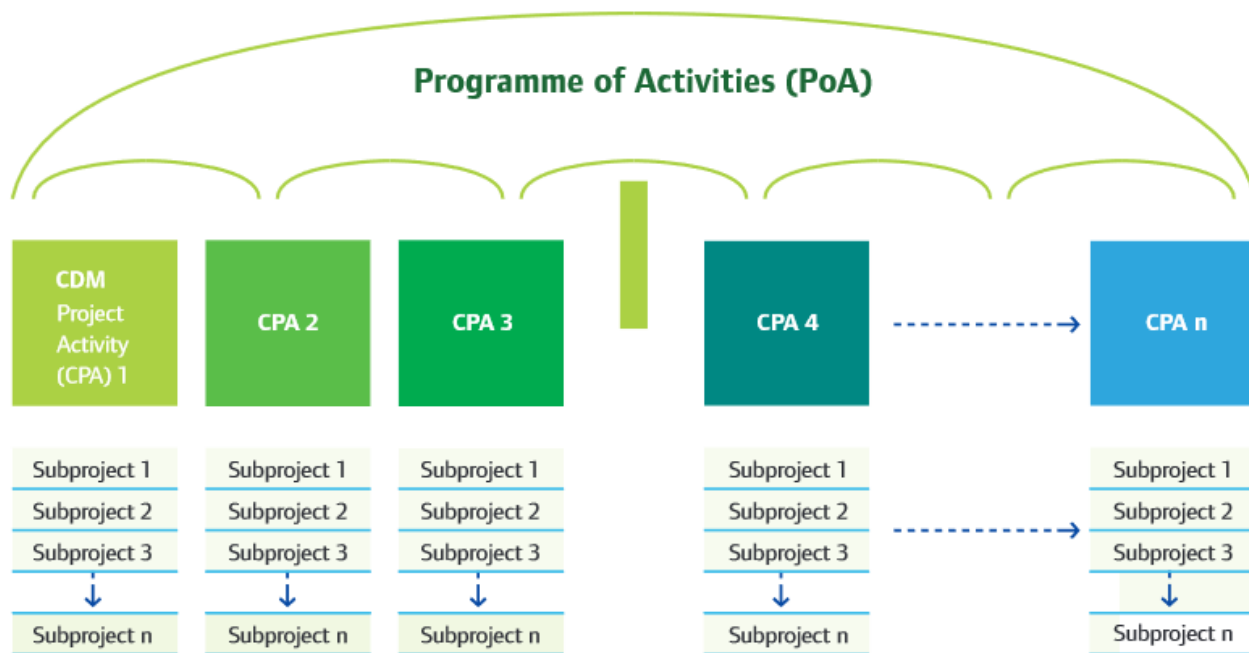 Programme of Activities (PoA)
CDM
Project
Activity
(CPA) 1
CPA 2
CPA 3
CPA 4
CPA n
Subproject 1
Subproject 2
Subproject 3
Subproject n
Subproject 1
Subproject 2
Subproject 3
Subproject n
Subproject 1
Subproject 2
Subproject 3
Subproject n
Subproject 1
Subproject 2
Subproject 3
Subproject n
Subproject 1
Subproject 2
Subproject 3
Subproject n